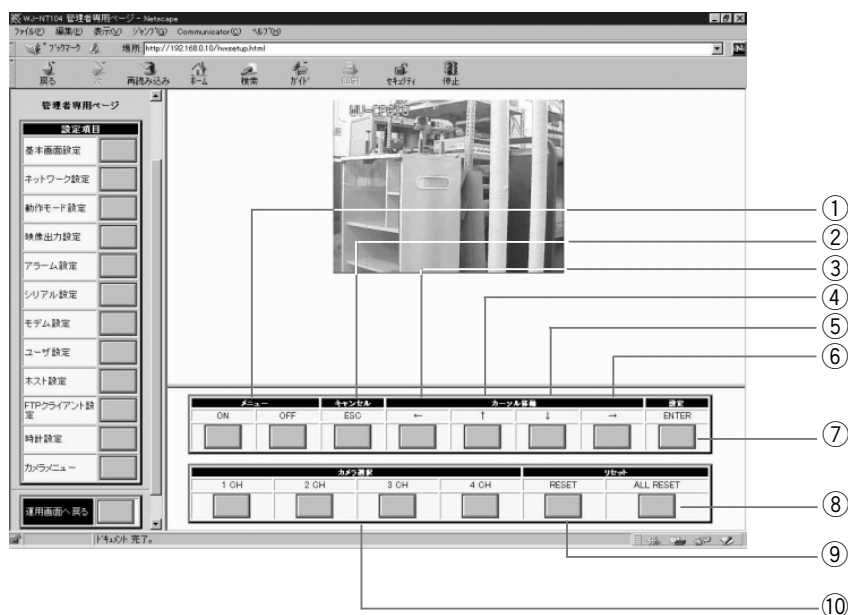 WJ-NT104 管理者専用ページ - Netscape
ファイル(F) 編集(E) 表示(V) ジャンプ(G) Communicator(C) ヘルプ(H)
ブックマーク 場所: http://192.168.0.10/hwsetup.html
戻る 再読み込み ホーム 検索 ガイド 印刷 セキュリティ 停止
管理者専用ページ
設定項目
基本画面設定
ネットワーク設定
動作モード設定
映像出力設定
アラーム設定
シリアル設定
モデム設定
ユーザ設定
ホスト設定
FTPクライアント設
定
時計設定
カメラメニュー
運用画面へ戻る
メニュー キャンセル カーソル移動 設定
ON OFF ESC ← ↑ ↓ → ENTER
カメラ選択 リセット
1 CH 2 CH 3 CH 4 CH RESET ALL RESET
ドキュメント 完了。
①
②
③
④
⑤
⑥
⑦
⑧
⑨
⑩